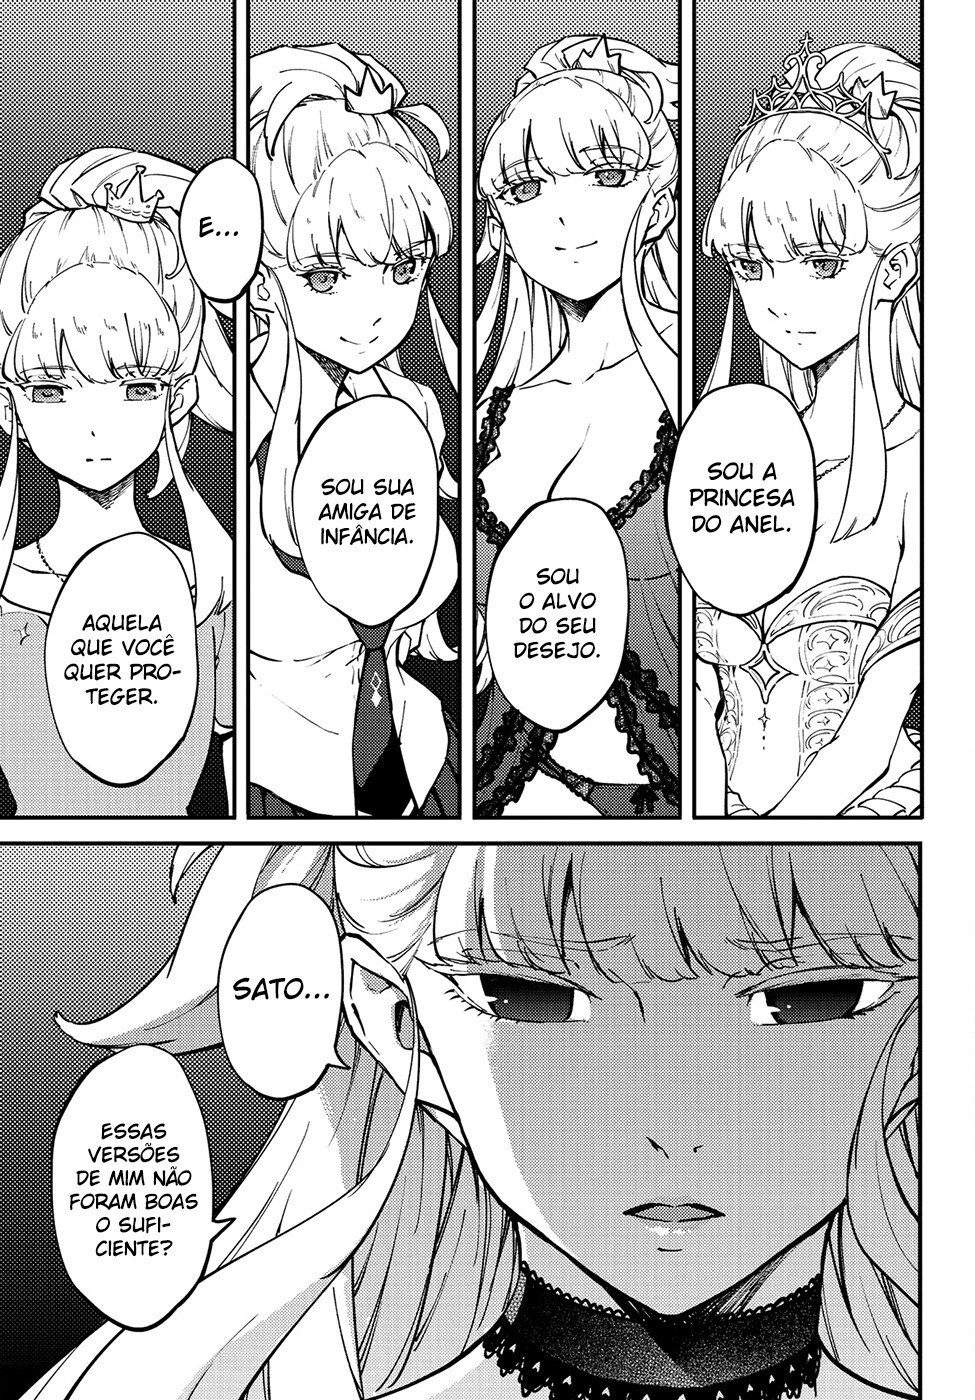 SOU A
PRINCESA
DO ANEL.
SOU
O ALVO
DO SEU
DESEJO.
SOU SUA
AMIGA DE
INFÂNCIA.
E...
AQUELA
QUE VOCÊ
QUER PRO-
TEGER.
SATO...
ESSAS
VERSÕES
DE MIM NÃO
FORAM BOAS
O SUFI-
CIENTE?